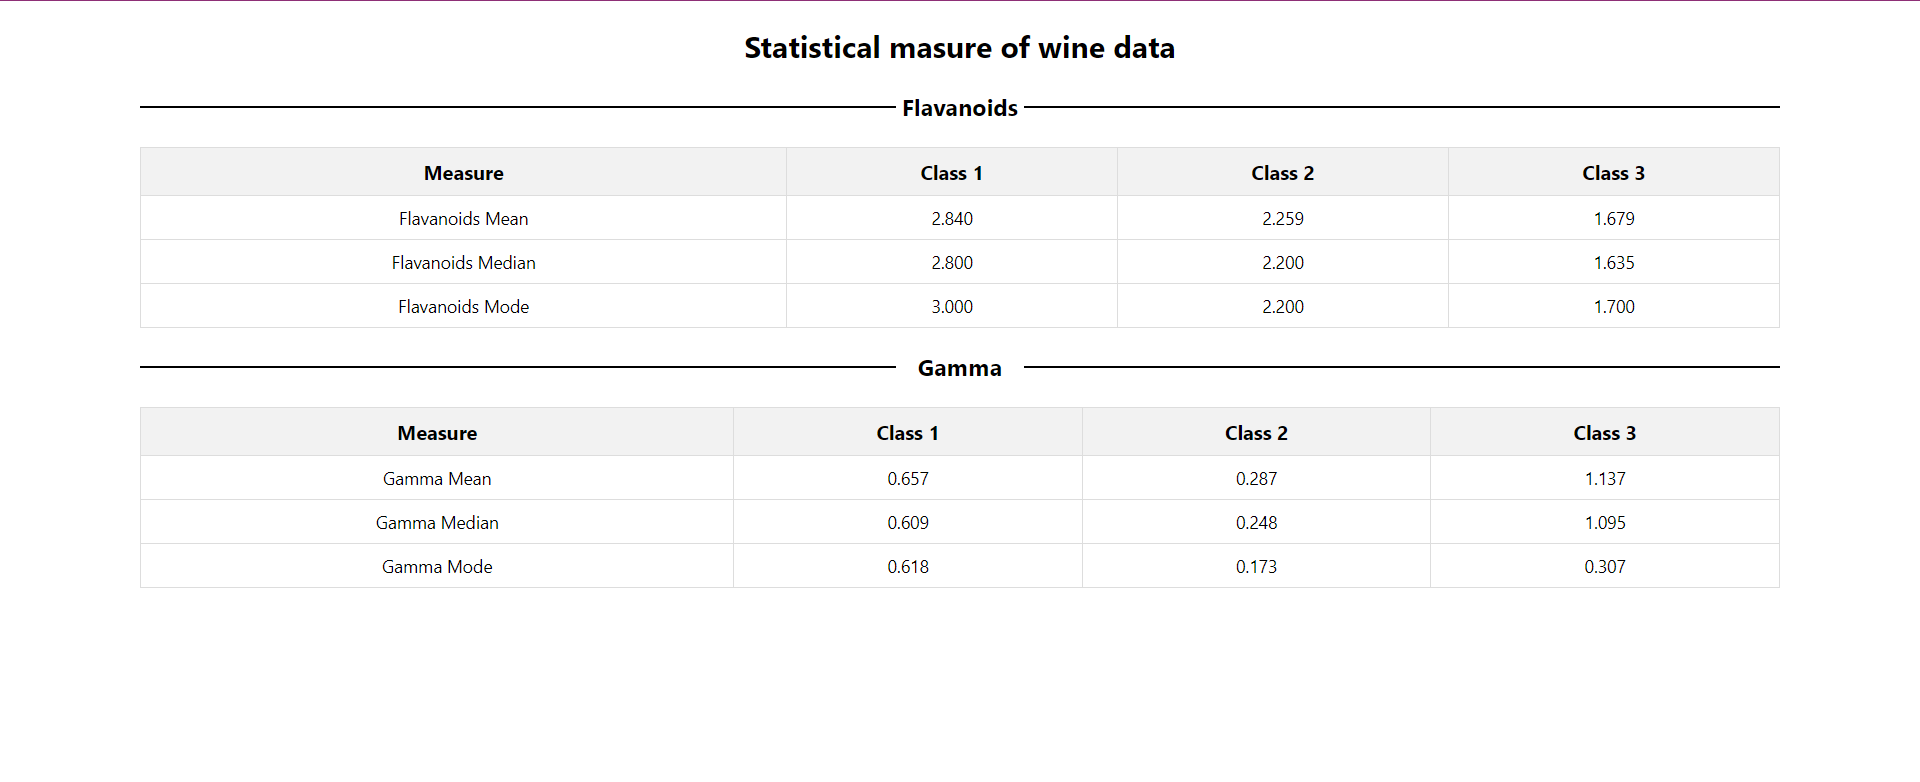 Statistical masure of wine data
Flavanoids
Measure Class 1 Class 2 Class 3
Flavanoids Mean 2.840 2.259 1.679
Flavanoids Median 2.800 2.200 1.635
Flavanoids Mode 3.000 2.200 1.700
Gamma
Measure Class 1 Class 2 Class 3
Gamma Mean 0.657 0.287 1.137
Gamma Median 0.609 0.248 1.095
Gamma Mode 0.618 0.173 0.307